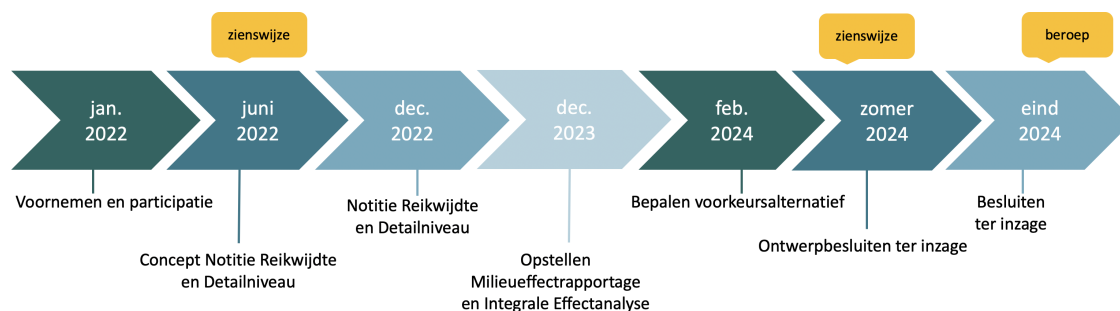 zienswijze
zienswijze
beroep
jan.
2022
juni
2022
dec.
2022
dec.
2023
feb.
2024
zomer
2024
eind
2024
Voornemen en participatie
Concept Notitie Reikwijdte
en Detailniveau
Notitie Reikwijdte
en Detailniveau
Opstellen
Milieueffectrapportage
en Integrale Effectanalyse
Bepalen voorkeursalternatief
Ontwerpbesluiten ter inzage
Besluiten
ter inzage